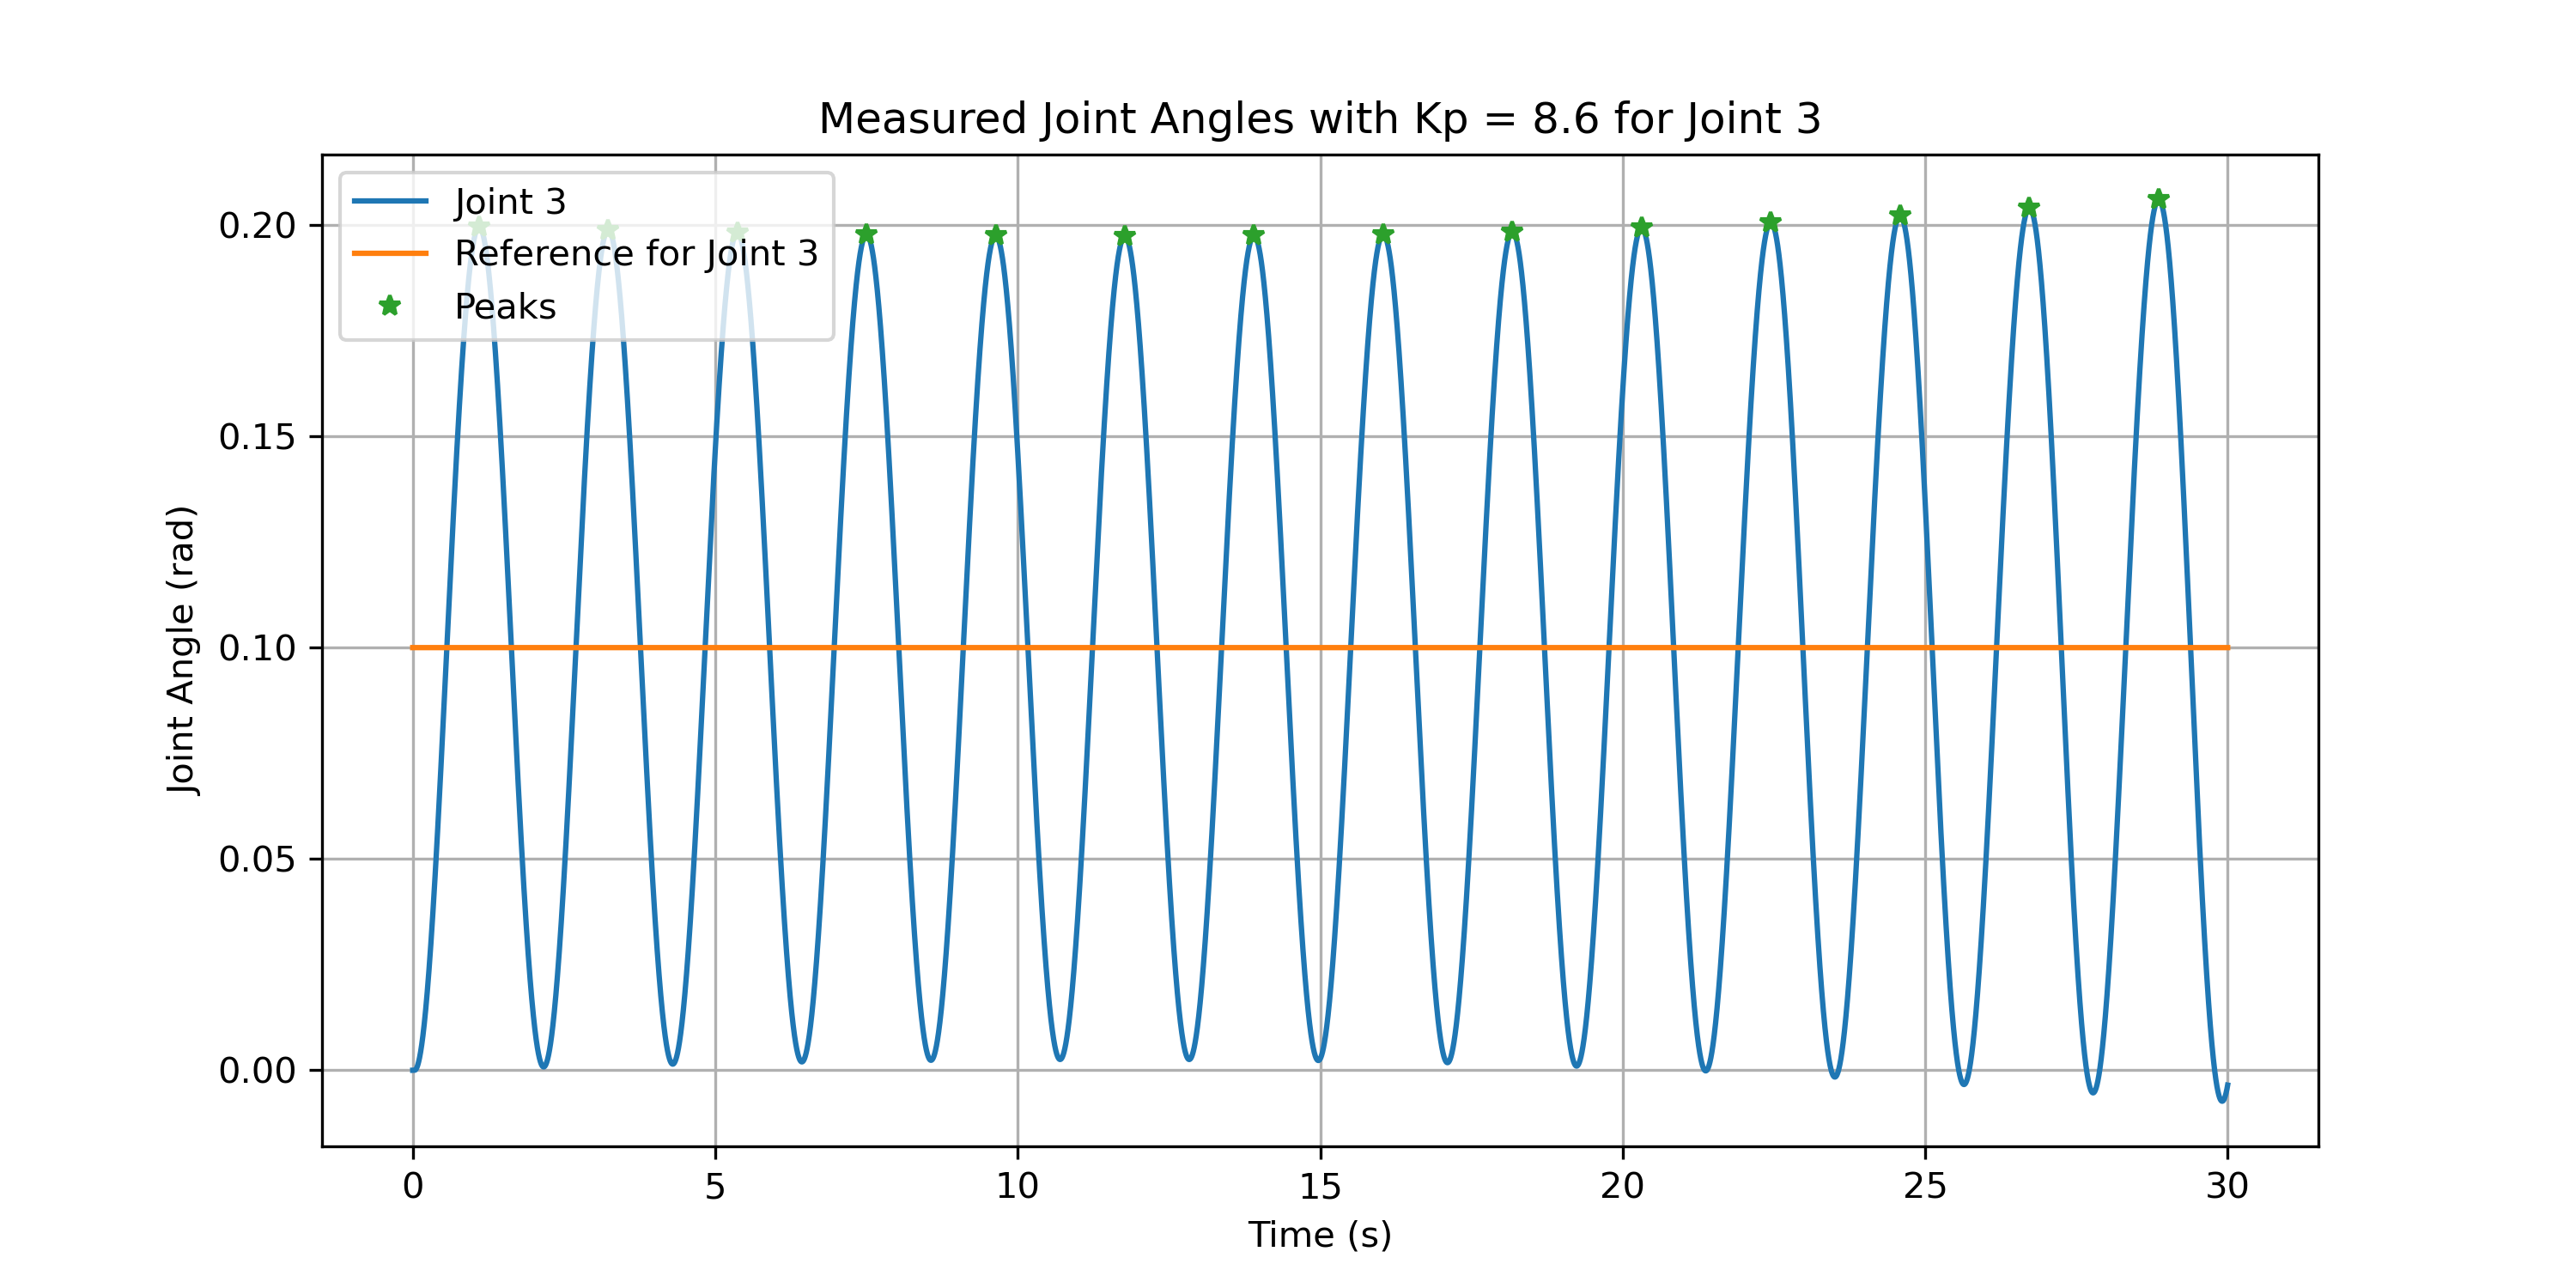 Measured Joint Angles with Kp = 8.6 for Joint 3
Joint 3
Reference for Joint 3
Peaks
0.20
0.15
0.10
0.05
0.00
Joint Angle (rad)
0 5 10 15 20 25 30
Time (s)